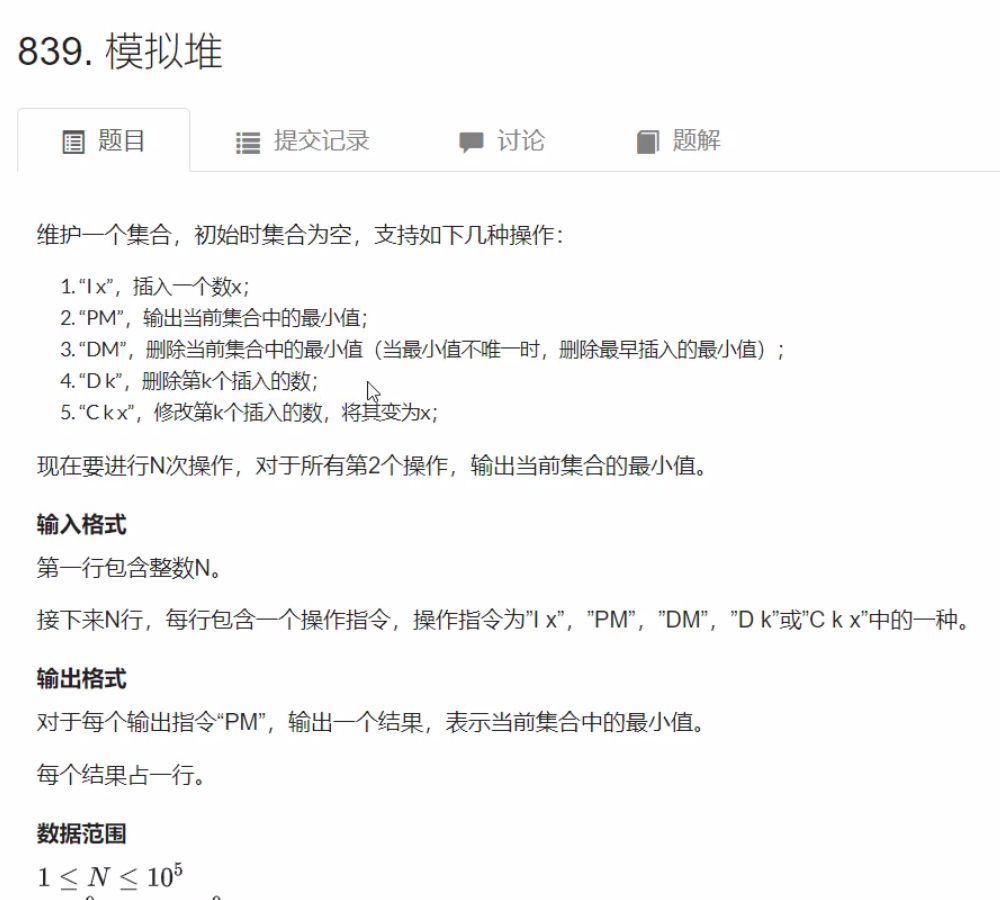 839. 模拟堆
题目 提交记录 讨论 题解
维护一个集合，初始时集合为空，支持如下几种操作：
1. “I x”，插入一个数x；
2. “PM”，输出当前集合中的最小值；
3. “DM”，删除当前集合中的最小值（当最小值不唯一时，删除最早插入的最小值）；
4. “D k”，删除第k个插入的数；
5. “C k x”，修改第k个插入的数，将其变为x；
现在要进行N次操作，对于所有第2个操作，输出当前集合的最小值。
输入格式
第一行包含整数N。
接下来N行，每行包含一个操作指令，操作指令为”I x”，”PM”，”DM”，”D k”或”C k x”中的一种。
输出格式
对于每个输出指令“PM”，输出一个结果，表示当前集合中的最小值。
每个结果占一行。
数据范围
1 ≤ N ≤ 10⁵